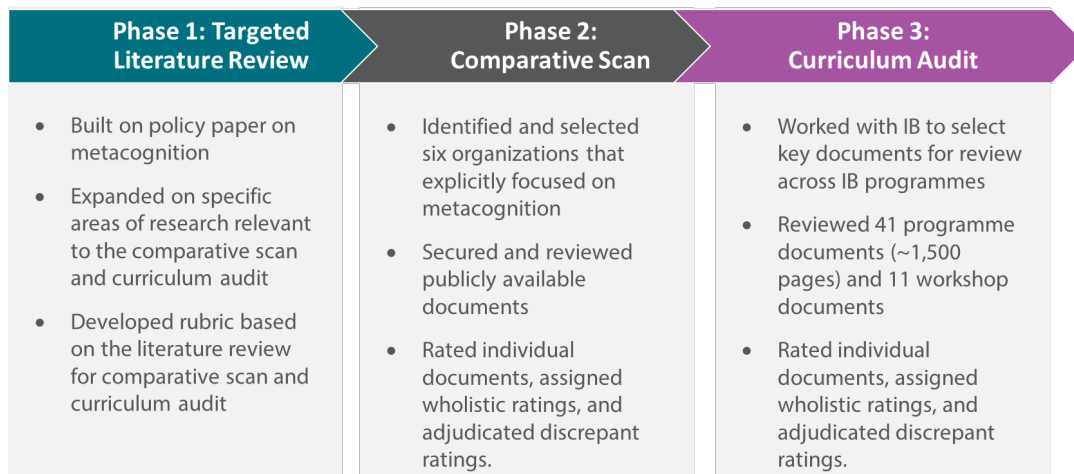 Phase 1: Targeted
Literature Review
• Built on policy paper on
metacognition
• Expanded on specific
areas of research relevant
to the comparative scan
and curriculum audit
• Developed rubric based
on the literature review
for comparative scan and
curriculum audit
Phase 2:
Comparative Scan
• Identified and selected
six organizations that
explicitly focused on
metacognition
• Secured and reviewed
publicly available
documents
• Rated individual
documents, assigned
wholistic ratings, and
adjudicated discrepant
ratings.
Phase 3:
Curriculum Audit
• Worked with IB to select
key documents for review
across IB programmes
• Reviewed 41 programme
documents (~1,500
pages) and 11 workshop
documents
• Rated individual
documents, assigned
wholistic ratings, and
adjudicated discrepant
ratings.